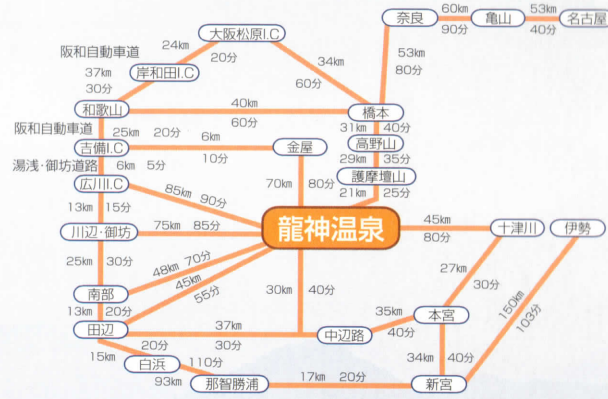 奈良
60km
90分
亀山
53km
40分
名古屋
大阪松原I.C
24km
20分
阪和自動車道
岸和田I.C
37km
30分
34km
60分
53km
80分
和歌山
40km
60分
橋本
31km
40分
阪和自動車道
25km
20分
吉備I.C
6km
10分
金屋
高野山
29km
35分
湯浅・御坊道路
6km
5分
護摩壇山
21km
25分
広川I.C
85km
90分
70km
80分
13km
15分
川辺・御坊
75km
85分
龍神温泉
45km
80分
十津川
伊勢
25km
30分
48km
70分
45km
55分
30km
40分
27km
30分
150km
103分
南部
13km
20分
田辺
37km
30分
中辺路
35km
40分
本宮
15km
20分
白浜
110分
93km
那智勝浦
17km
20分
34km
40分
新宮